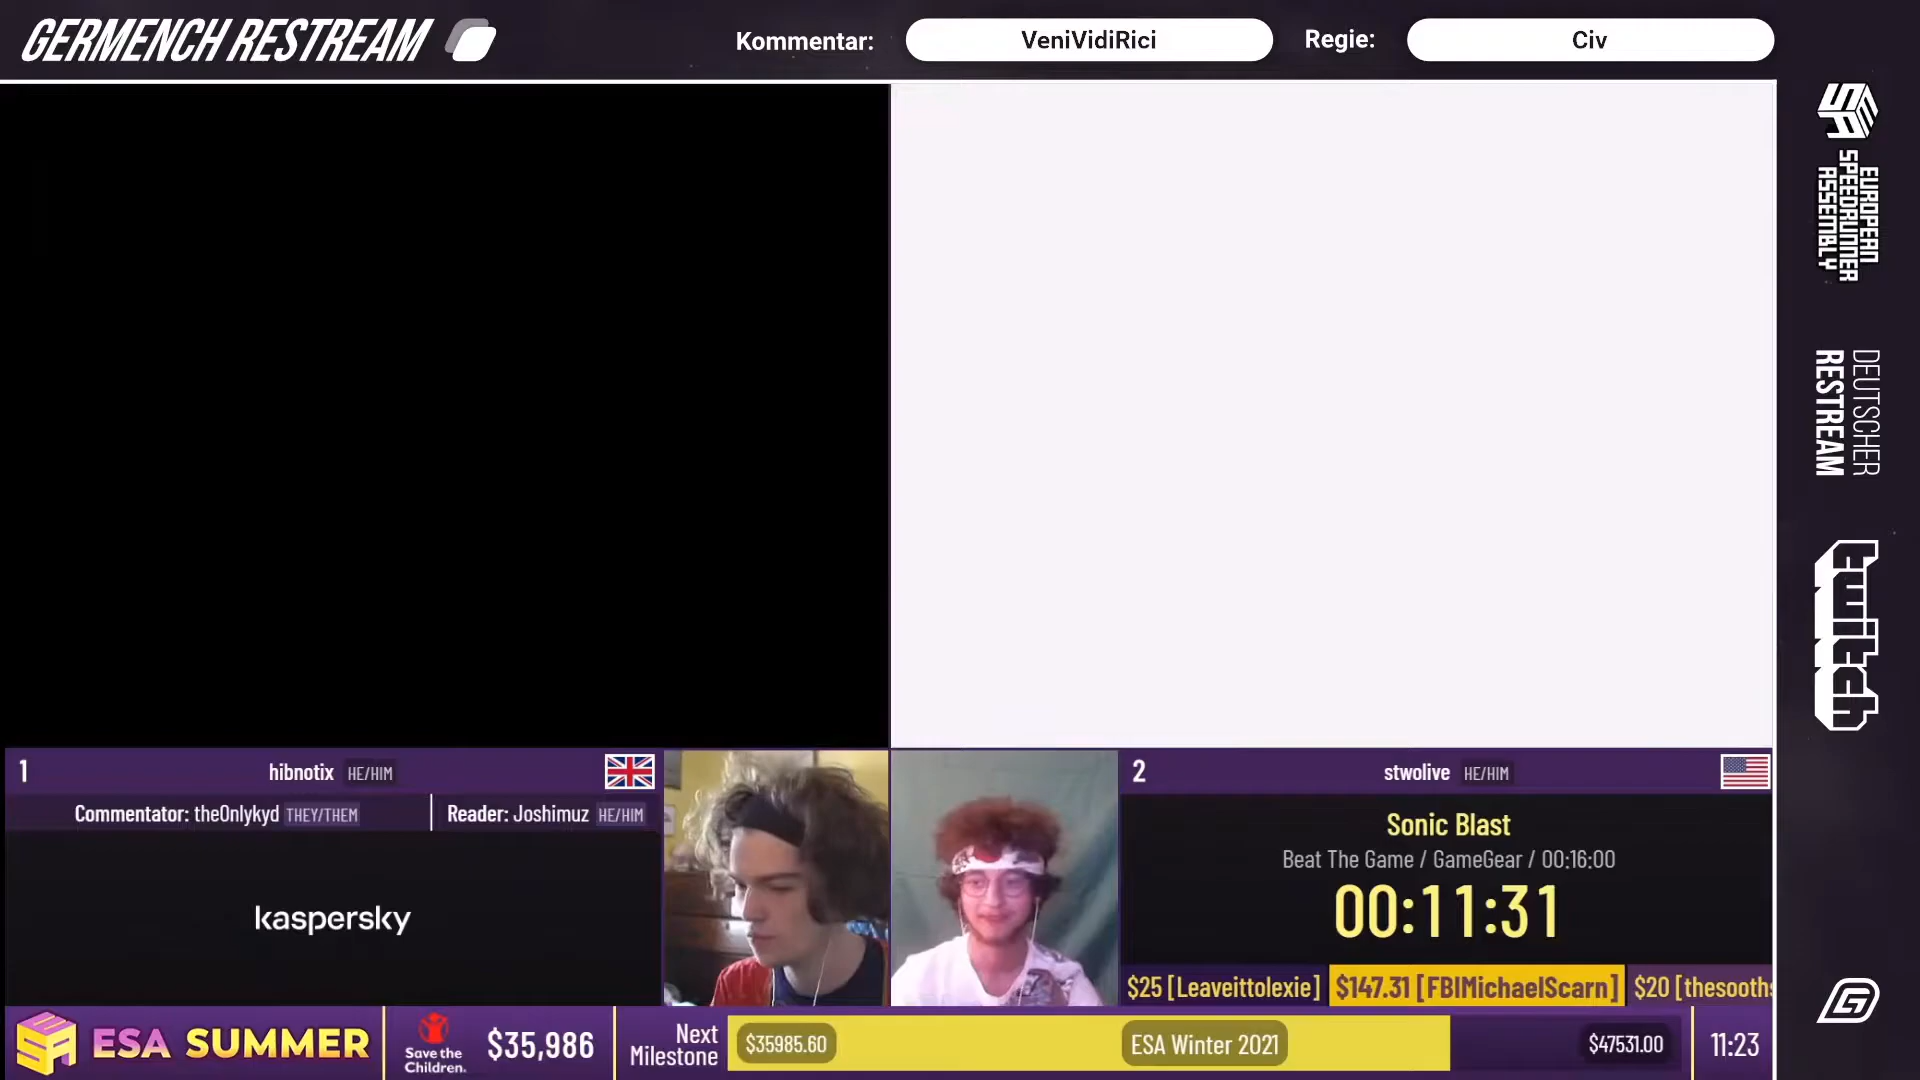 GERMENCH RESTREAM
Kommentar:
VeniVidiRici
Regie:
Civ
EUROPEAN
SPEEDRUNNER
ASSEMBLY
DEUTSCHER
RESTREAM
twitch
1
hibnotix HE/HIM
Commentator: the0nlykyd THEY/THEM
Reader: Joshimuz HE/HIM
kaspersky
2
stwolive HE/HIM
Sonic Blast
Beat The Game / GameGear / 00:16:00
00:11:31
$25 [Leaveittolexie]
$147.31 [FBIMichaelScarn]
$20 [thesooths
ESA SUMMER
Save the
Children.
$35,986
Next
Milestone
$35985.60
ESA Winter 2021
$47531.00
11:23